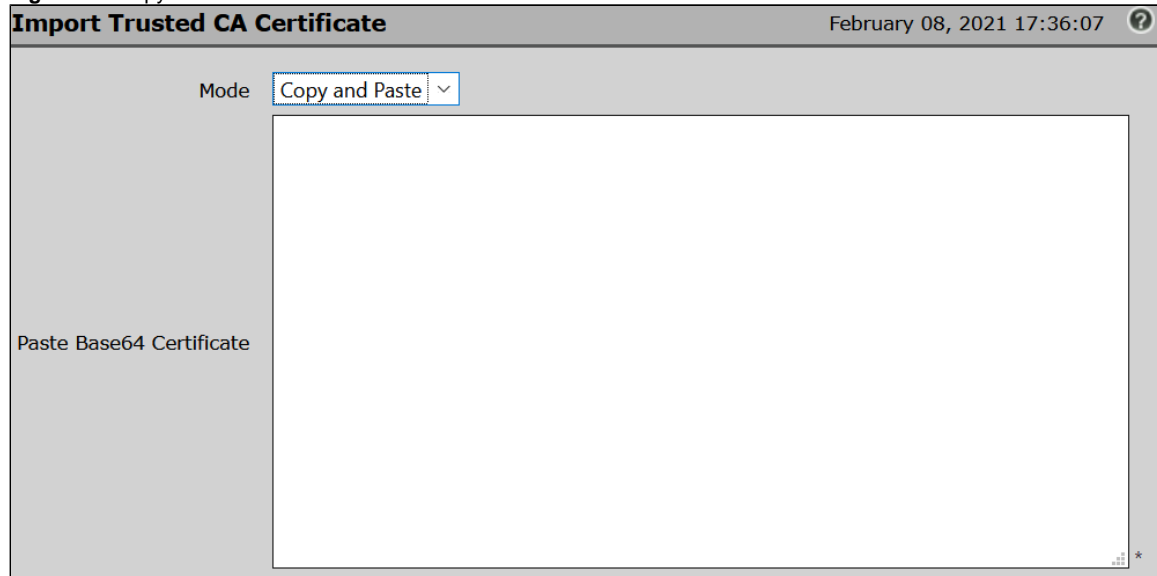 Import Trusted CA Certificate February 08, 2021 17:36:07 ?
Mode Copy and Paste
Paste Base64 Certificate
*